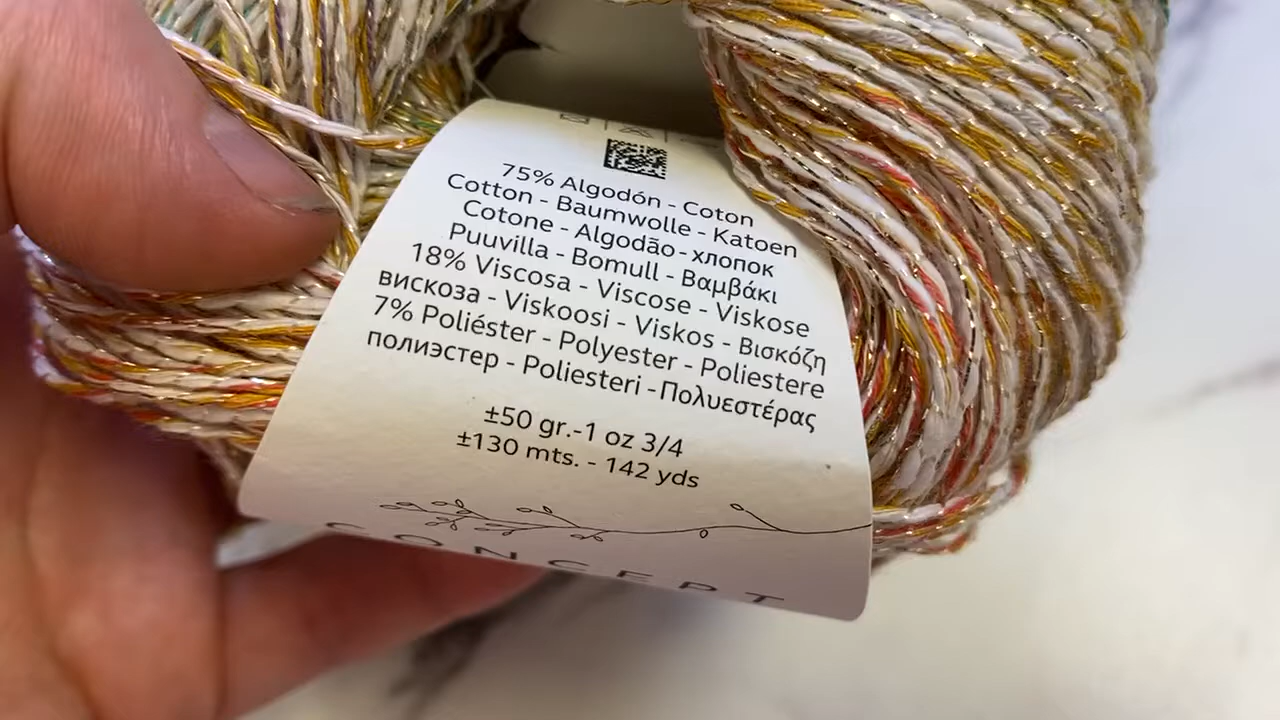 75% Algodón - Coton
Cotton - Baumwolle - Katoen
Cotone - Algodão - хлопок
Puuvilla - Bomull - Βαμβάκι
18% Viscosa - Viscose - Viskose
вискоза - Viskoosi - Viskos - Βισκόζη
7% Poliéster - Polyester - Poliestere
полиэстер - Poliesteri -Πολυεστέρας
±50 gr.-1 oz 3/4
±130 mts. - 142 yds
CONCEPT